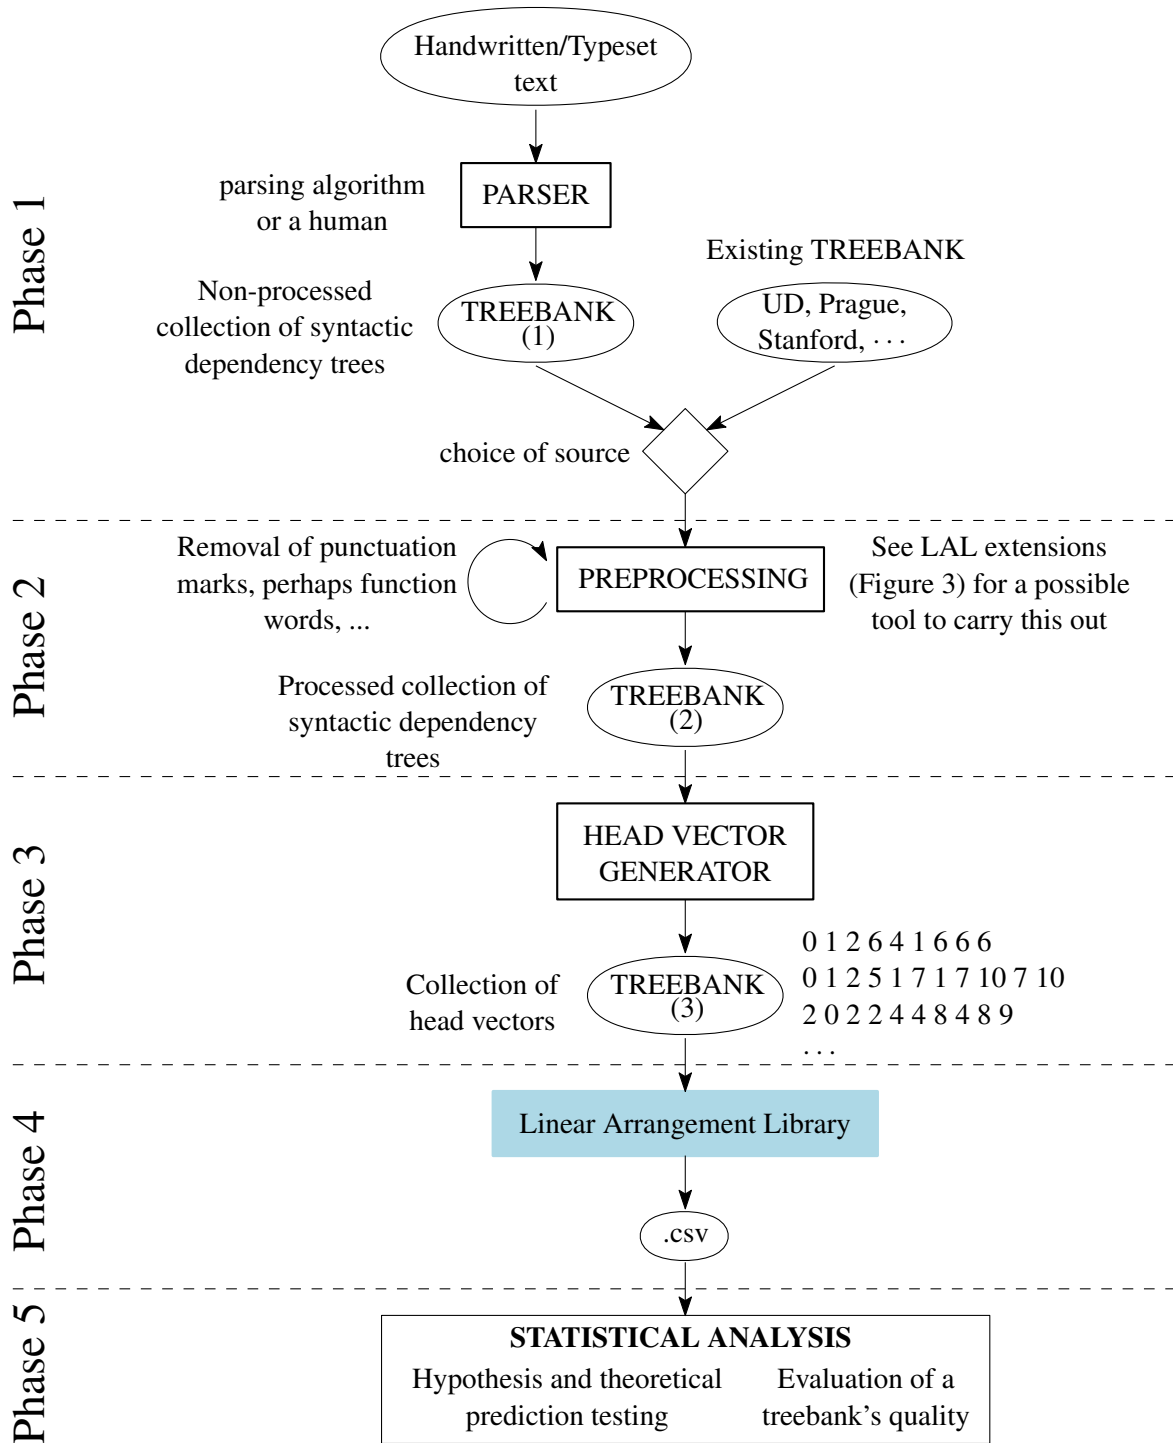 Handwritten/Typeset
text
Phase 1
parsing algorithm
or a human
PARSER
Existing TREEBANK
Non-processed
collection of syntactic
dependency trees
TREEBANK
(1)
UD, Prague,
Stanford, ...
choice of source
Phase 2
Removal of punctuation
marks, perhaps function
words, ...
PREPROCESSING
See LAL extensions
(Figure 3) for a possible
tool to carry this out
Processed collection of
syntactic dependency
trees
TREEBANK
(2)
Phase 3
HEAD VECTOR
GENERATOR
Collection of
head vectors
TREEBANK
(3)
0 1 2 6 4 1 6 6 6
0 1 2 5 1 7 1 7 10 7 10
2 0 2 2 4 4 8 4 8 9
...
Phase 4
Linear Arrangement Library
.csv
Phase 5
STATISTICAL ANALYSIS
Hypothesis and theoretical
prediction testing
Evaluation of a
treebank's quality